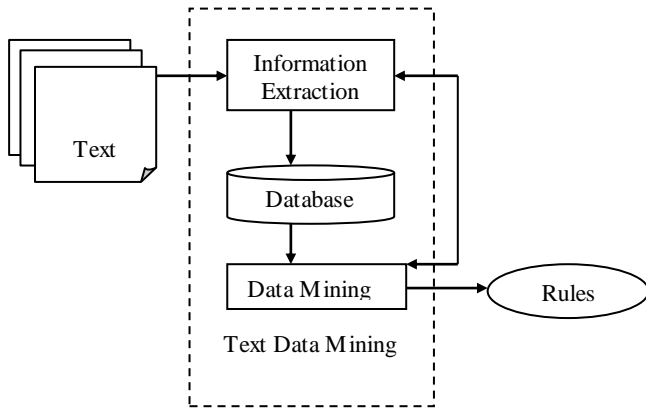 Information
Extraction
Text
Database
Data Mining
Rules
Text Data Mining